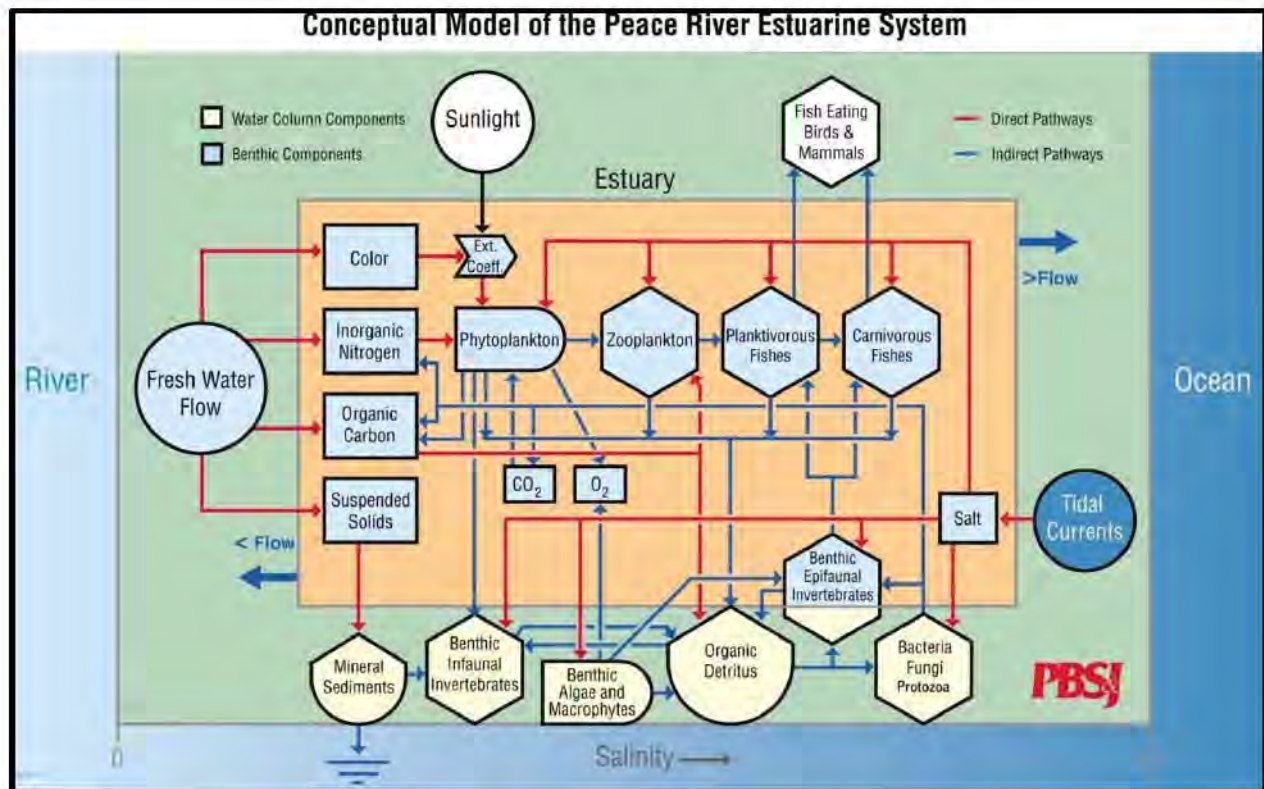 Conceptual Model of the Peace River Estuarine System
Water Column Components
Benthic Components
Sunlight
Fish Eating
Birds &
Mammals
Direct Pathways
Indirect Pathways
Estuary
Color
Ext.
Coeff.
>Flow
Inorganic
Nitrogen
Phytoplankton
Zooplankton
Planktivorous
Fishes
Carnivorous
Fishes
River
Fresh Water
Flow
Ocean
Organic
Carbon
CO2
O2
Suspended
Solids
Salt
Tidal
Currents
< Flow
Benthic
Epifaunal
Invertebrates
Mineral
Sediments
Benthic
Infaunal
Invertebrates
Benthic
Algae and
Macrophytes
Organic
Detritus
Bacteria
Fungi
Protozoa
PBSJ
0
Salinity